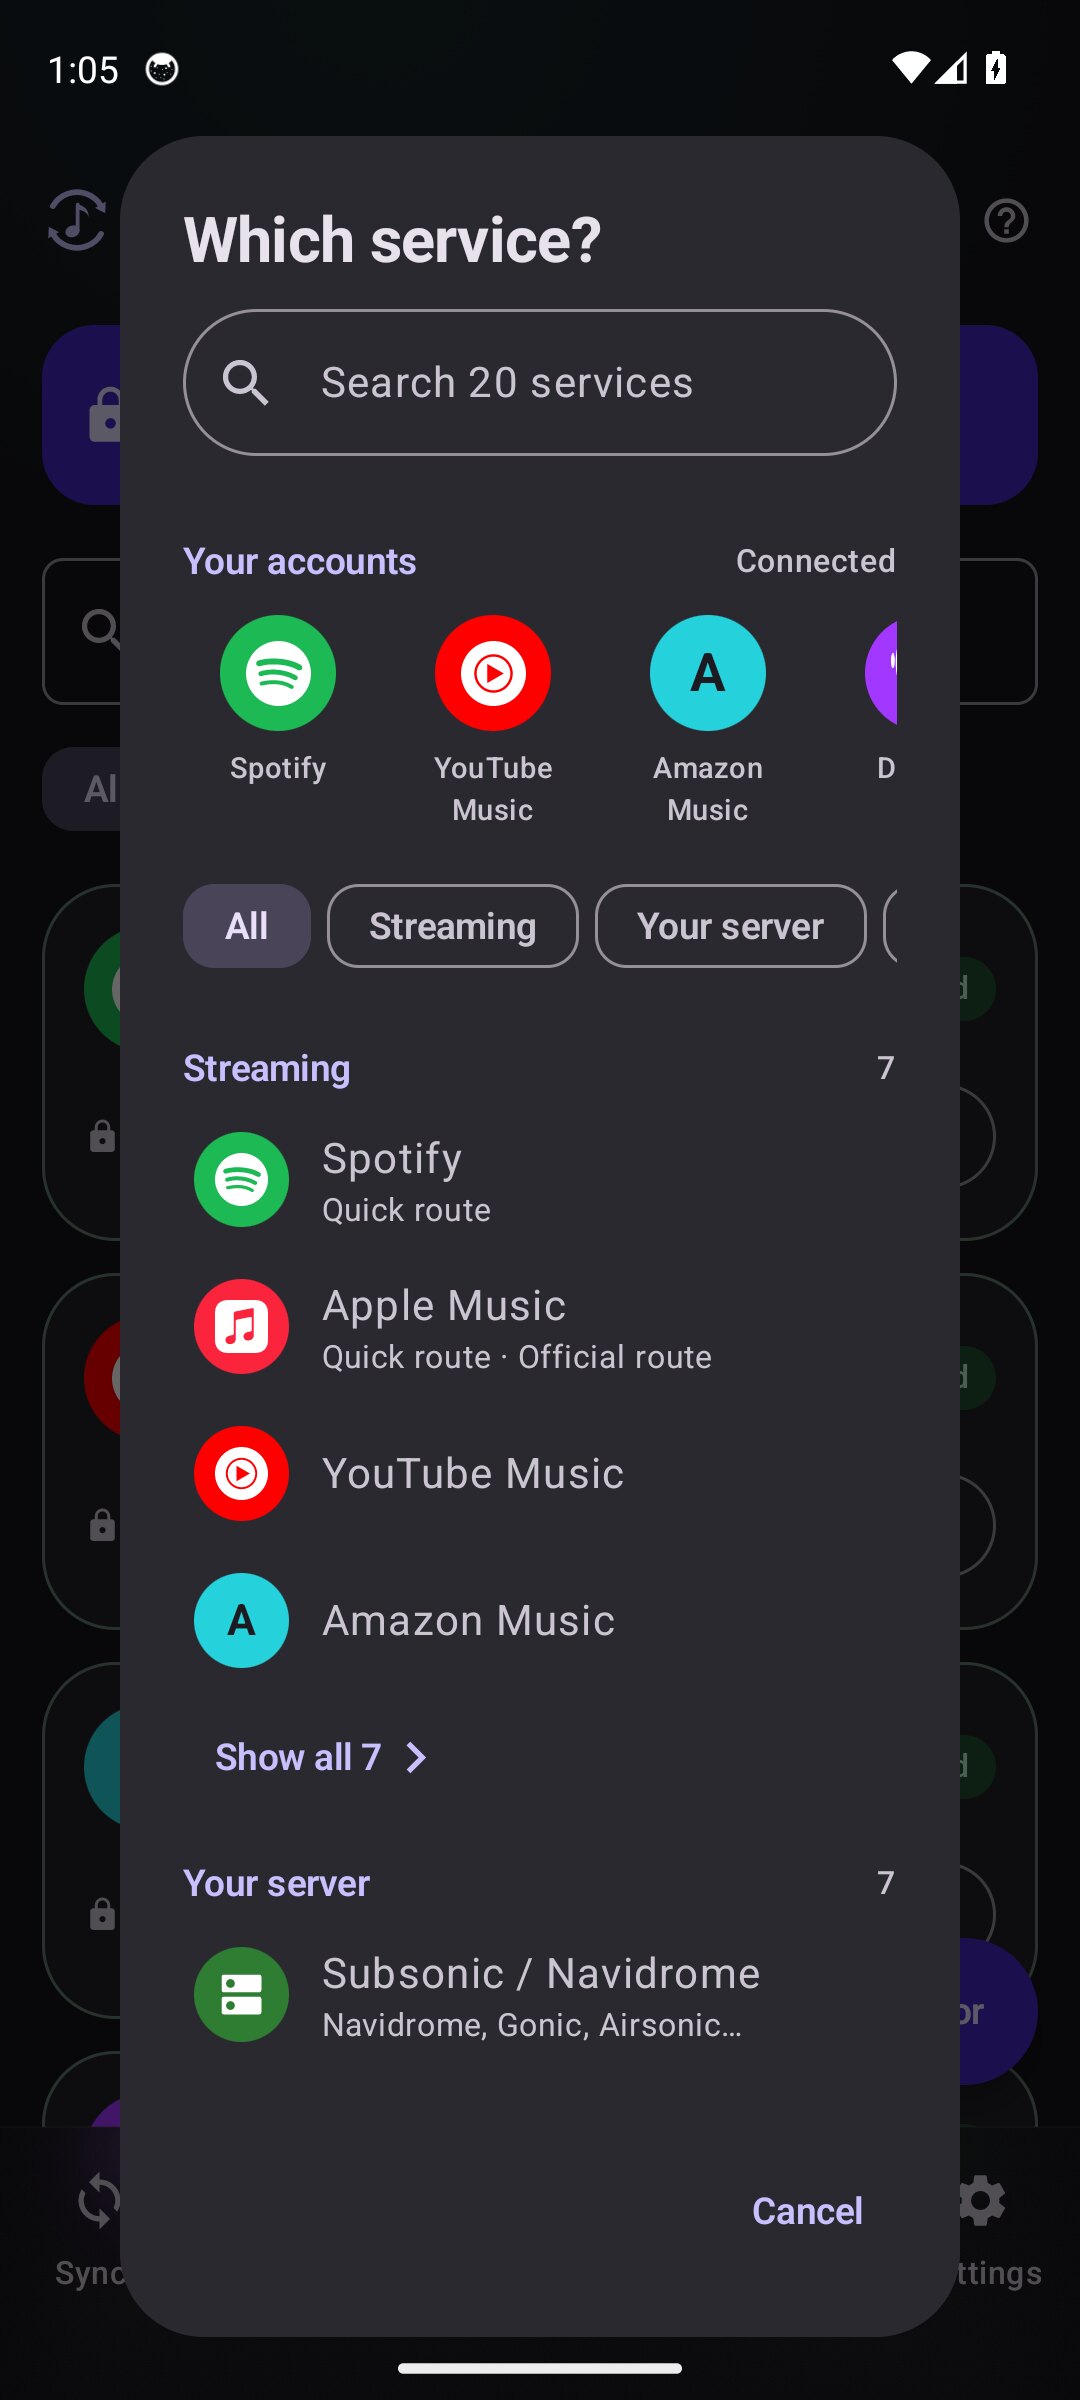 1:05
Which service?
Search 20 services
Your accounts
Connected
Spotify
YouTube
Music
Amazon
Music
D
All
Streaming
Your server
Streaming
7
Spotify
Quick route
Apple Music
Quick route · Official route
YouTube Music
A
Amazon Music
Show all 7
Your server
7
Subsonic / Navidrome
Navidrome, Gonic, Airsonic…
Cancel
Sync
ttings